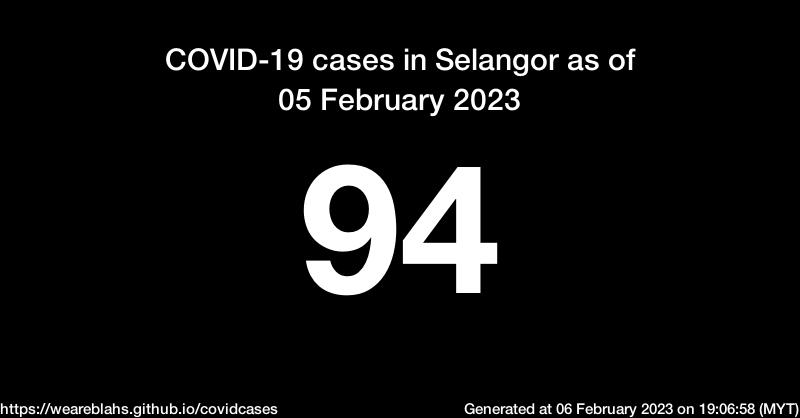 COVID-19 cases in Selangor as of
05 February 2023
94
https://weareblahs.github.io/covidcases
Generated at 06 February 2023 on 19:06:58 (MYT)